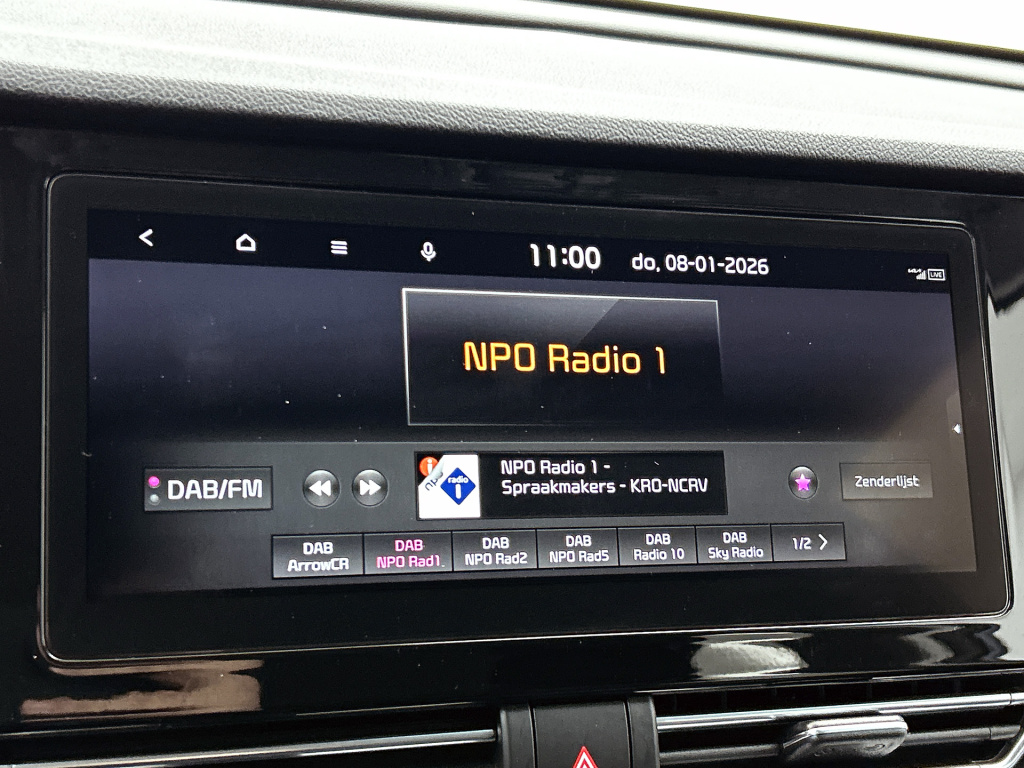 11:00 do, 08-01-2026
LIVE
NPO Radio 1
DAB/FM
radio
1
NPO Radio 1 -
Spraakmakers - KRO-NCRV
Zenderlijst
DAB
ArrowCR
DAB
NPO Rad1
DAB
NPO Rad2
DAB
NPO Rad5
DAB
Radio 10
DAB
Sky Radio
1/2